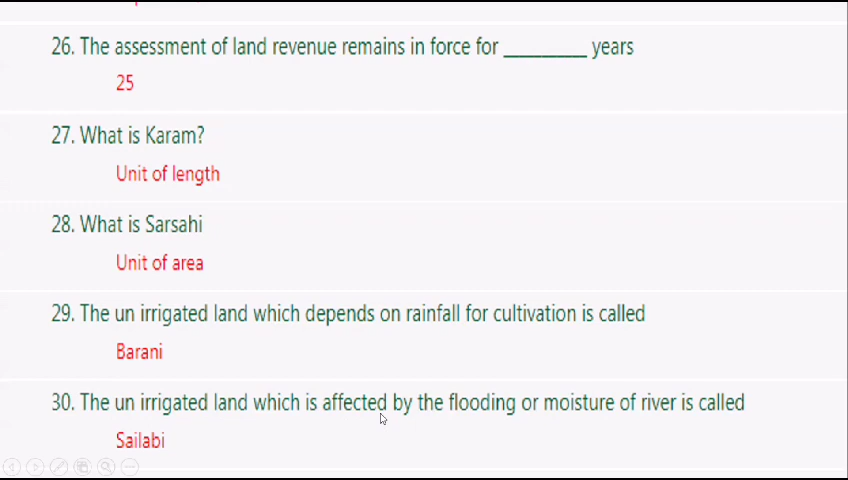 26. The assessment of land revenue remains in force for __________ years
25
27. What is Karam?
Unit of length
28. What is Sarsahi
Unit of area
29. The un irrigated land which depends on rainfall for cultivation is called
Barani
30. The un irrigated land which is affected by the flooding or moisture of river is called
Sailabi